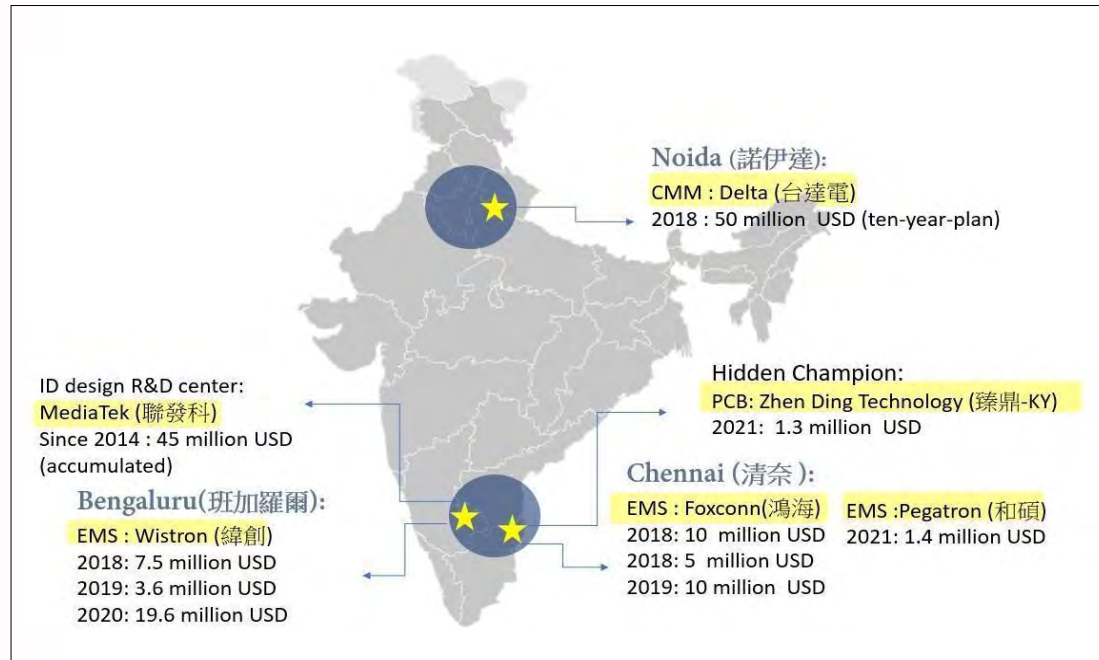 Noida (諾伊達):
CMM : Delta (台達電)
2018 : 50 million USD (ten-year-plan)
ID design R&D center:
MediaTek (聯發科)
Since 2014 : 45 million USD
(accumulated)
Hidden Champion:
PCB: Zhen Ding Technology (臻鼎-KY)
2021: 1.3 million USD
Bengaluru(班加羅爾):
EMS : Wistron (緯創)
2018: 7.5 million USD
2019: 3.6 million USD
2020: 19.6 million USD
Chennai (清奈 ):
EMS : Foxconn(鴻海)
2018: 10 million USD
2018: 5 million USD
2019: 10 million USD
EMS :Pegatron (和碩)
2021: 1.4 million USD